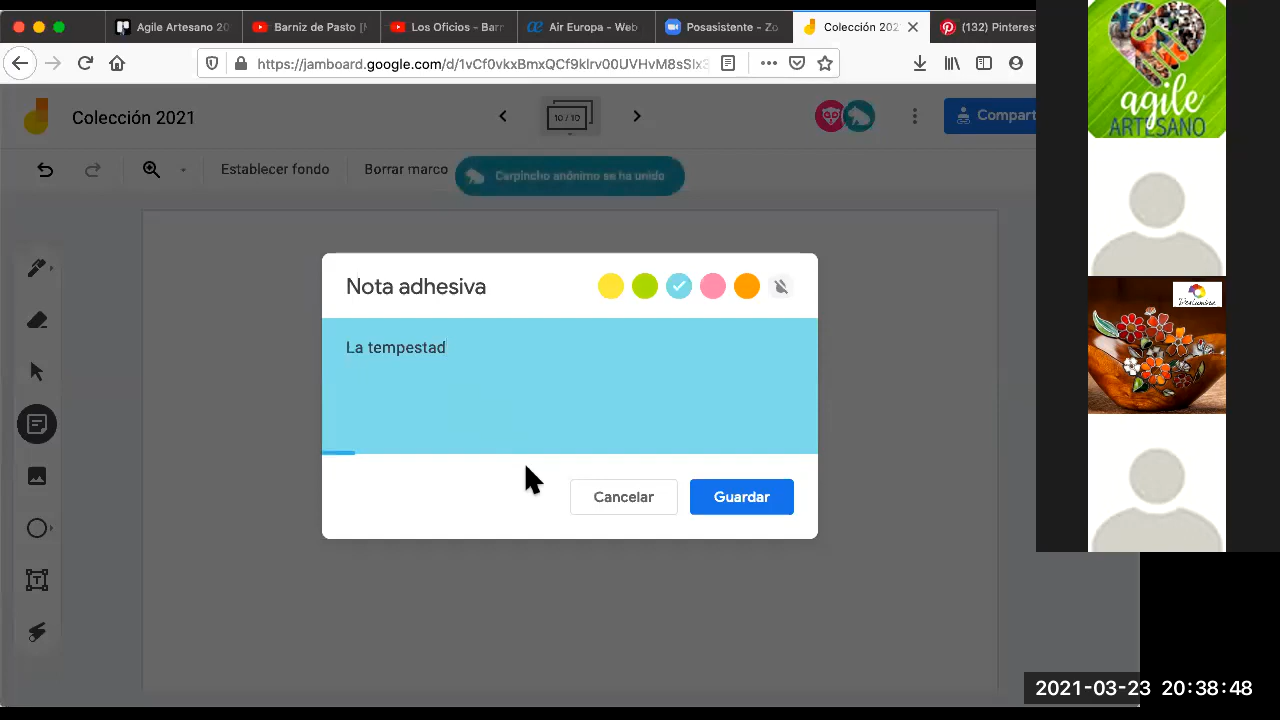 Agile Artesano 20
Barniz de Pasto [
Los Oficios - Barr
Air Europa - Web
Posasistente - Zo
Colección 2021
(132) Pinteres
https://jamboard.google.com/d/1vCf0vkxBmxQCf9klrv00UVHvM8sSlx3
Colección 2021
10 / 10
Compart
Establecer fondo
Borrar marco
Carpincho anónimo se ha unido
Nota adhesiva
La tempestad
Cancelar
Guardar
agile
ARTESANO
2021-03-23 20:38:48